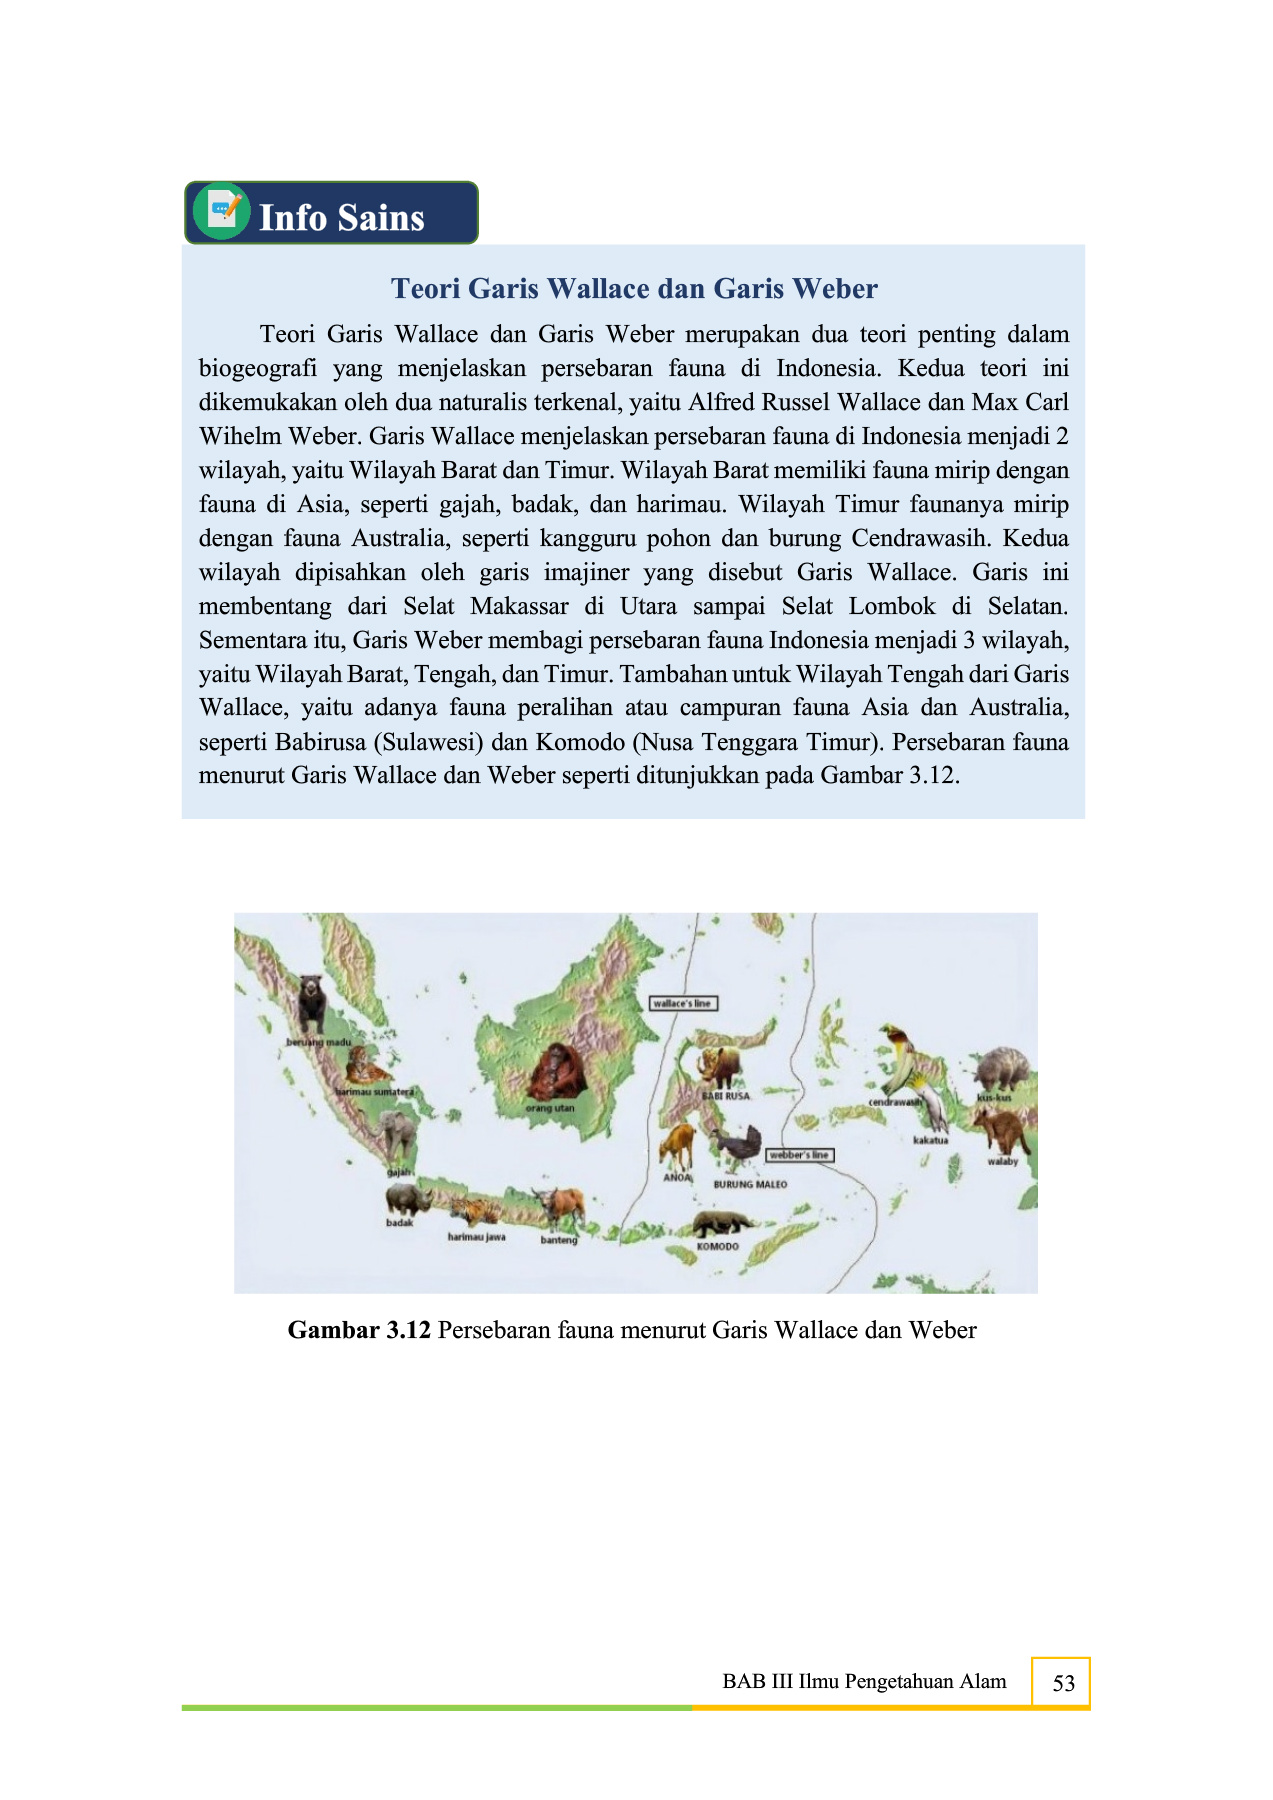 Info Sains
Teori Garis Wallace dan Garis Weber
Teori Garis Wallace dan Garis Weber merupakan dua teori penting dalam
biogeografi yang menjelaskan persebaran fauna di Indonesia. Kedua teori ini
dikemukakan oleh dua naturalis terkenal, yaitu Alfred Russel Wallace dan Max Carl
Wihelm Weber. Garis Wallace menjelaskan persebaran fauna di Indonesia menjadi 2
wilayah, yaitu Wilayah Barat dan Timur. Wilayah Barat memiliki fauna mirip dengan
fauna di Asia, seperti gajah, badak, dan harimau. Wilayah Timur faunanya mirip
dengan fauna Australia, seperti kangguru pohon dan burung Cendrawasih. Kedua
wilayah dipisahkan oleh garis imajiner yang disebut Garis Wallace. Garis ini
membentang dari Selat Makassar di Utara sampai Selat Lombok di Selatan.
Sementara itu, Garis Weber membagi persebaran fauna Indonesia menjadi 3 wilayah,
yaitu Wilayah Barat, Tengah, dan Timur. Tambahan untuk Wilayah Tengah dari Garis
Wallace, yaitu adanya fauna peralihan atau campuran fauna Asia dan Australia,
seperti Babirusa (Sulawesi) dan Komodo (Nusa Tenggara Timur). Persebaran fauna
menurut Garis Wallace dan Weber seperti ditunjukkan pada Gambar 3.12.
wallace's line
beruang madu
harimau sumatera
orang utan
BABI RUSA
cendrawasih
kus-kus
kakatua
webber's line
walaby
gajah
ANOA
BURUNG MALEO
badak
harimau jawa
banteng
KOMODO
Gambar 3.12 Persebaran fauna menurut Garis Wallace dan Weber
BAB III Ilmu Pengetahuan Alam
53